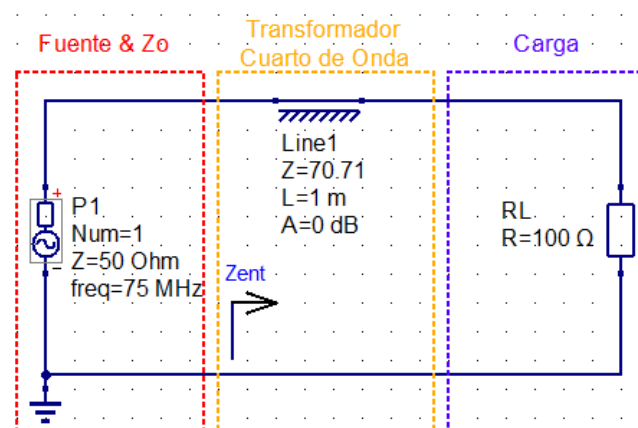 Fuente & Zo
Transformador
Cuarto de Onda
Carga
Line1
Z=70.71
L=1 m
A=0 dB
+
P1
Num=1
Z=50 Ohm
freq=75 MHz
−
Zent
RL
R=100 Ω